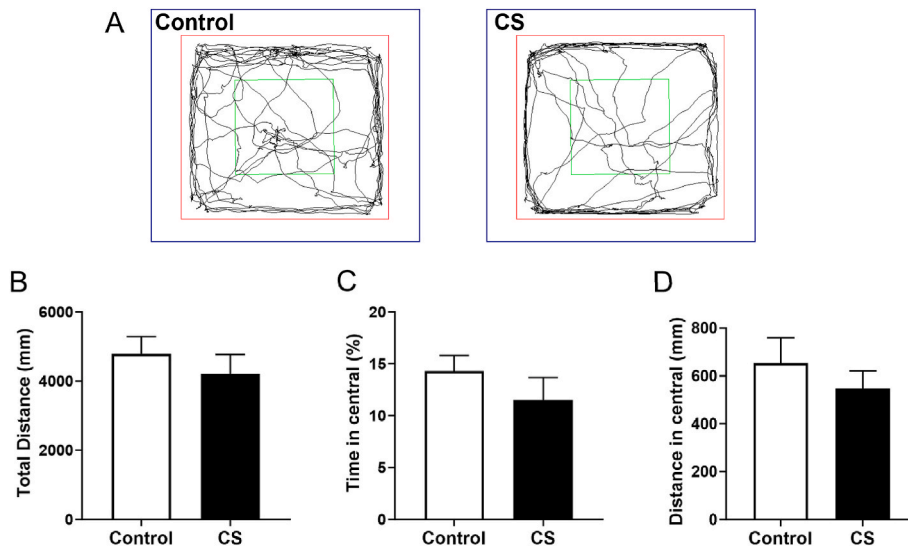 A
Control
CS
B
Total Distance (mm)
6000
4000
2000
0
Control CS
C
Time in central (%)
20
15
10
5
0
Control CS
D
Distance in central (mm)
800
600
400
200
0
Control CS